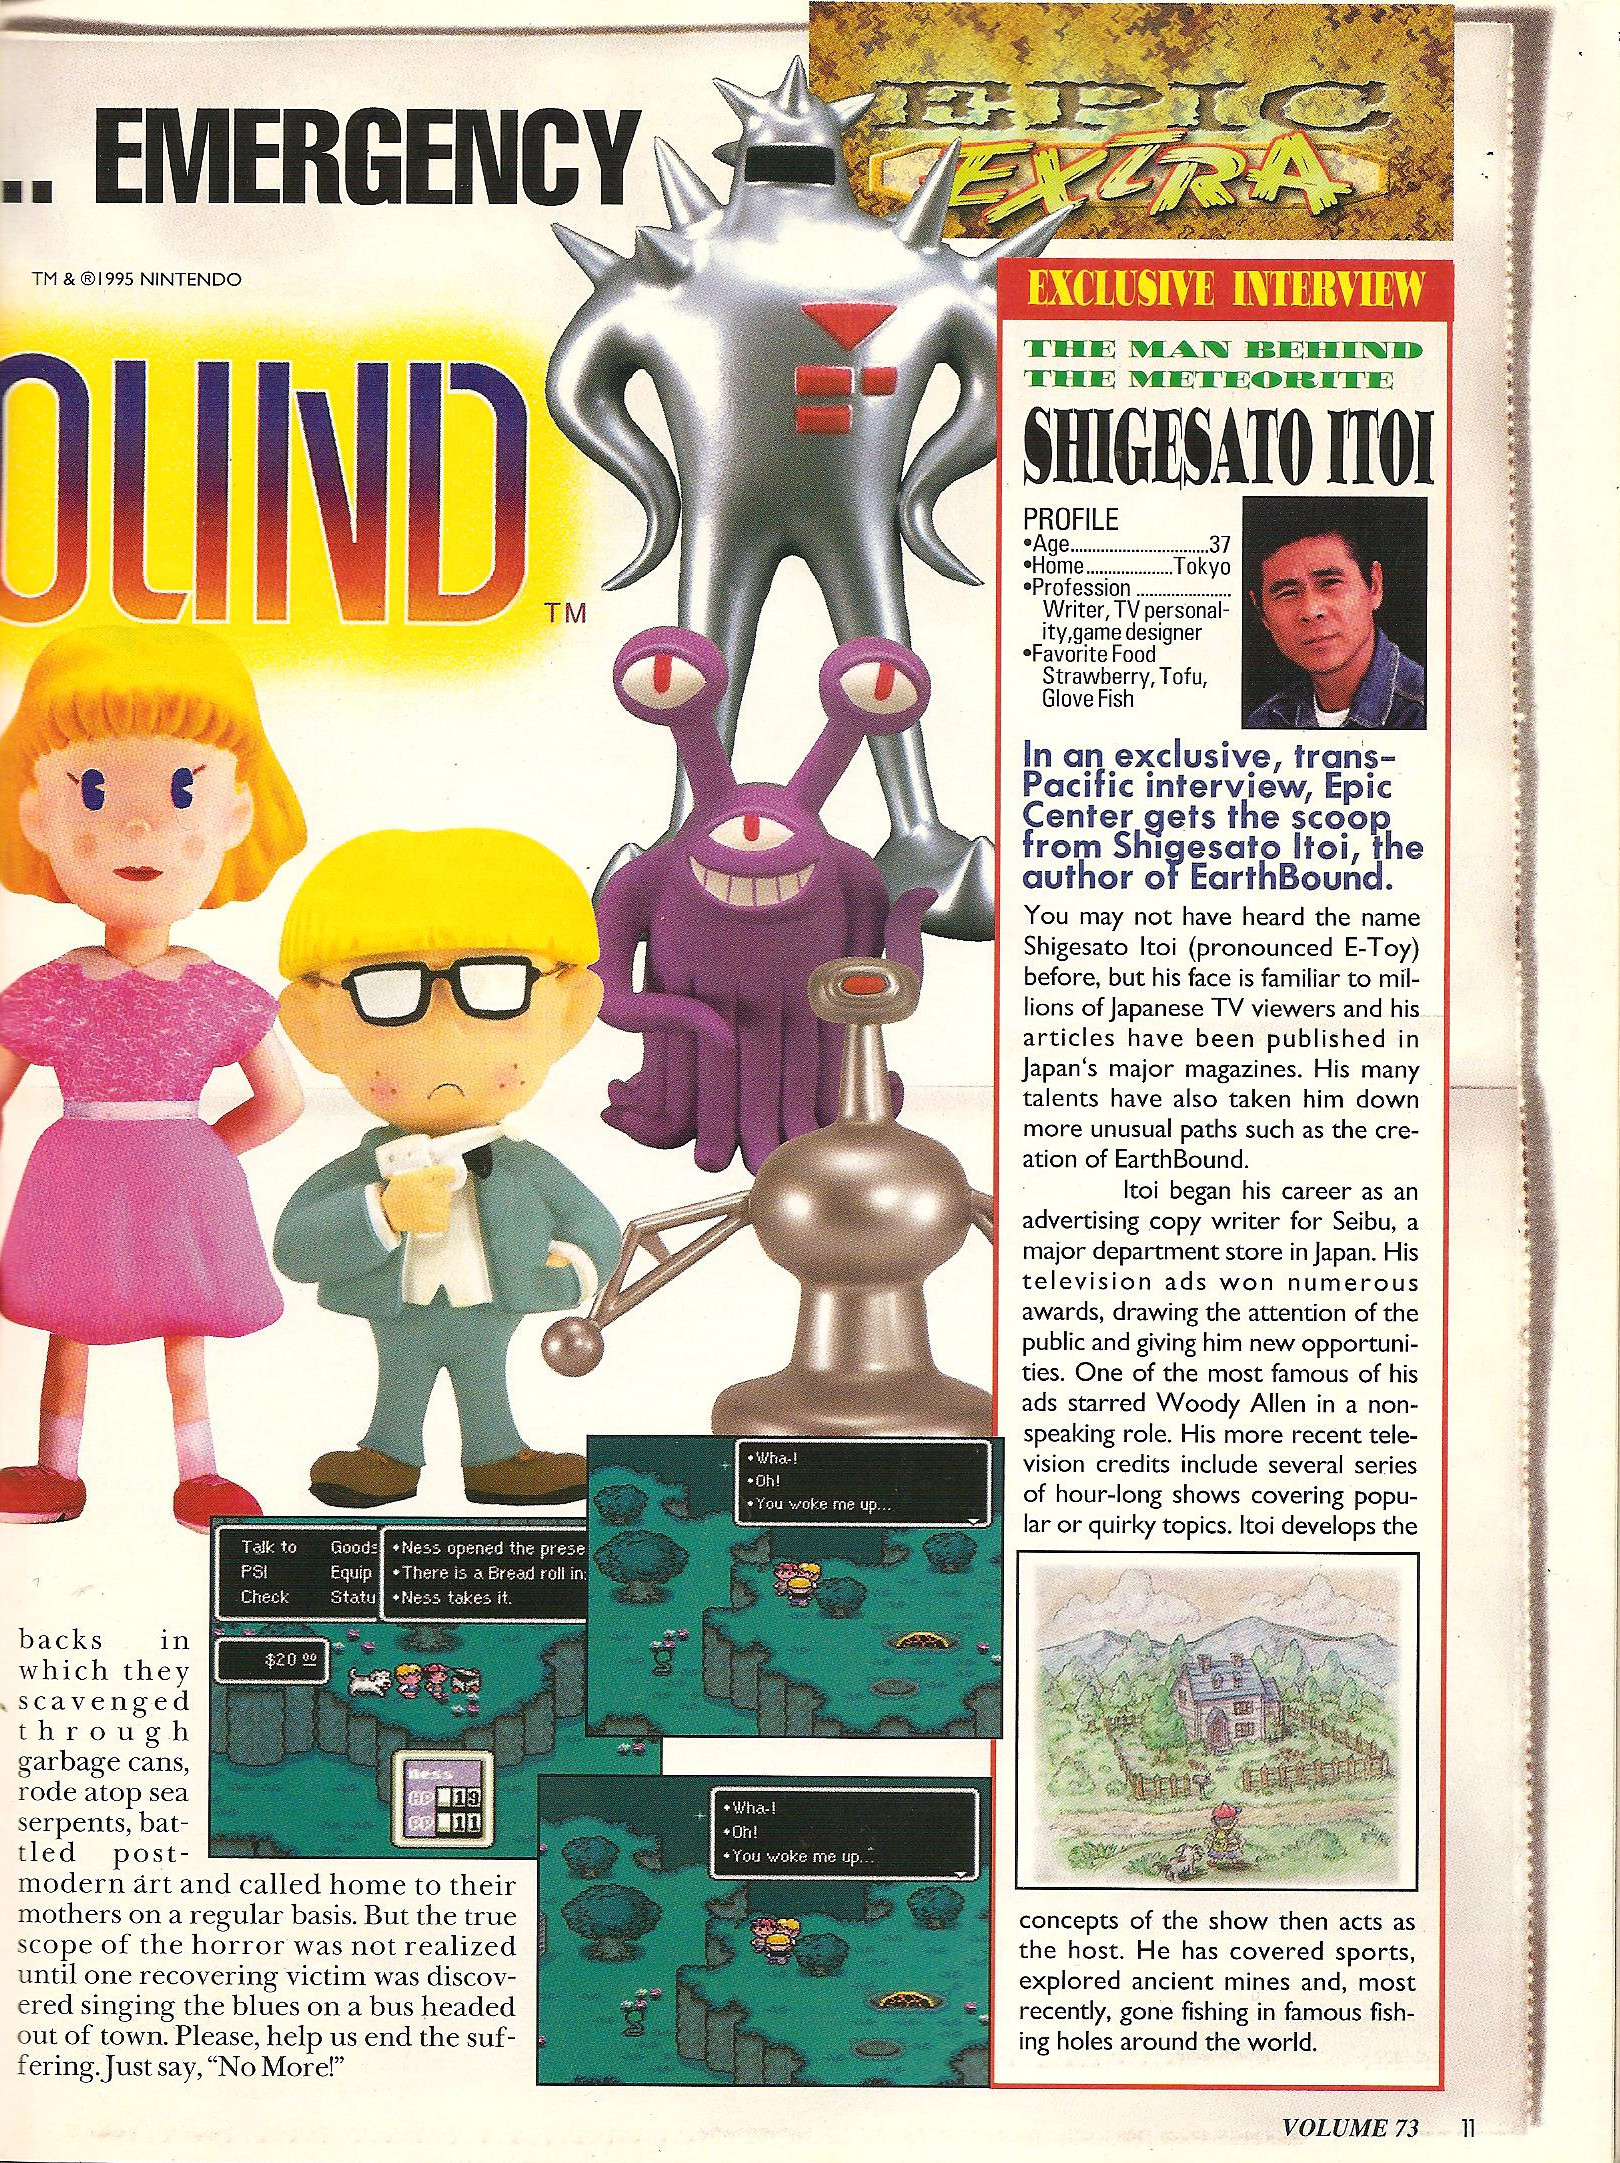 .. EMERGENCY
TM & ®1995 NINTENDO
OUND
TM
EPIC
EXTRA
EXCLUSIVE INTERVIEW
THE MAN BEHIND
THE METEORITE
SHIGESATO ITOI
PROFILE
•Age..............................37
•Home...................Tokyo
•Profession .....................
Writer, TV personal-
ity,game designer
•Favorite Food
Strawberry, Tofu,
Glove Fish
In an exclusive, trans-
Pacific interview, Epic
Center gets the scoop
from Shigesato Itoi, the
author of EarthBound.
You may not have heard the name
Shigesato Itoi (pronounced E-Toy)
before, but his face is familiar to mil-
lions of Japanese TV viewers and his
articles have been published in
Japan's major magazines. His many
talents have also taken him down
more unusual paths such as the cre-
ation of EarthBound.
Itoi began his career as an
advertising copy writer for Seibu, a
major department store in Japan. His
television ads won numerous
awards, drawing the attention of the
public and giving him new opportuni-
ties. One of the most famous of his
ads starred Woody Allen in a non-
speaking role. His more recent tele-
vision credits include several series
of hour-long shows covering popu-
lar or quirky topics. Itoi develops the
concepts of the show then acts as
the host. He has covered sports,
explored ancient mines and, most
recently, gone fishing in famous fish-
ing holes around the world.
•Wha-!
•Oh!
•You woke me up...
Talk to Goods
PSI Equip
Check Statu
•Ness opened the prese
•There is a Bread roll in
•Ness takes it.
$20 00
Ness
HP 19
PP 11
•Wha-!
•Oh!
•You woke me up...
backs in
which they
scavenged
through
garbage cans,
rode atop sea
serpents, bat-
tled post-
modern art and called home to their
mothers on a regular basis. But the true
scope of the horror was not realized
until one recovering victim was discov-
ered singing the blues on a bus headed
out of town. Please, help us end the suf-
fering. Just say, “No More!”
VOLUME 73 11